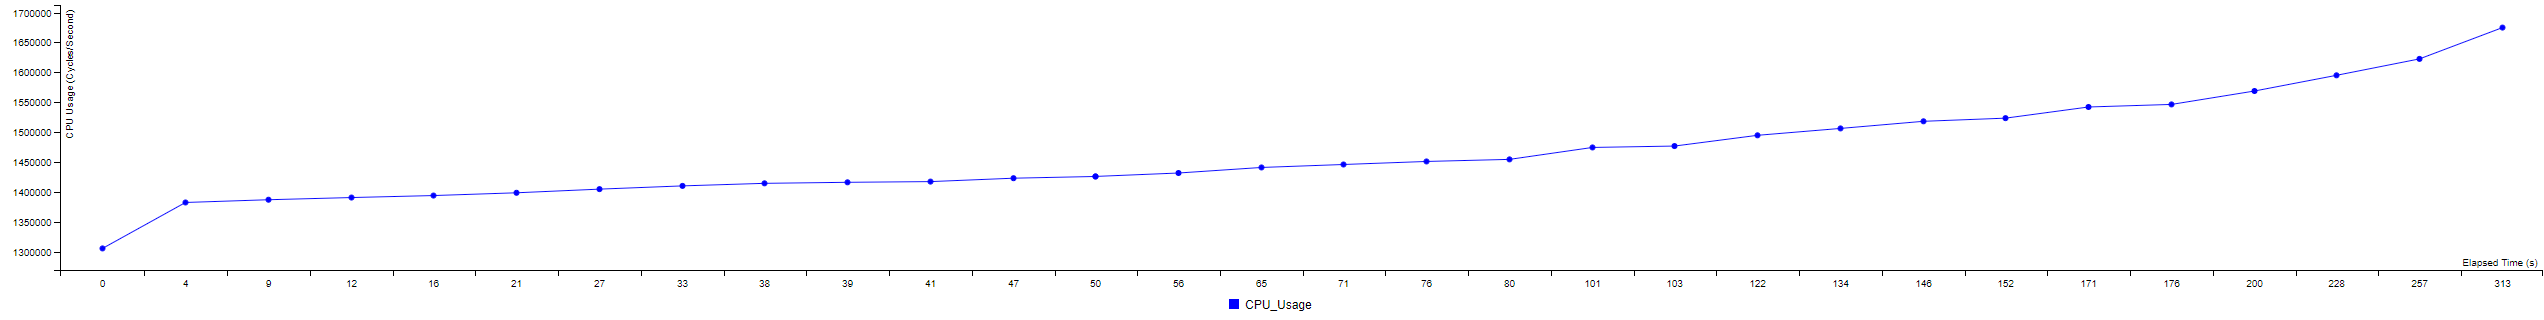 1700000
1650000
1600000
1550000
1500000
1450000
1400000
1350000
1300000
CPU Usage (Cycles/Second)
Elapsed Time (s)
0 4 9 12 16 21 27 33 38 39 41 47 50 56 65 71 76 80 101 103 122 134 146 152 171 176 200 228 257 313
CPU_Usage